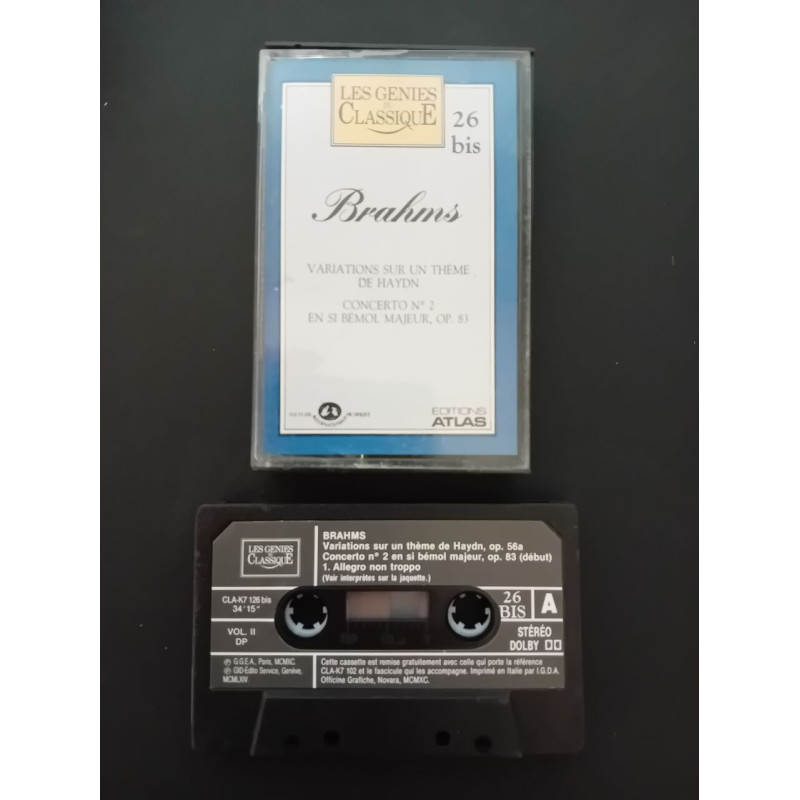 LES GENIES
DU
CLASSIQUE
26
bis
Brahms
VARIATIONS SUR UN THÈME
DE HAYDN
CONCERTO N° 2
EN SI BÉMOL MAJEUR, OP. 83
EDITIONS
ATLAS
LES GENIES
DU
CLASSIQUE
BRAHMS
Variations sur un thème de Haydn, op. 56a
Concerto n° 2 en si bémol majeur, op. 83 (début)
1. Allegro non troppo
(Voir interprètes sur la jaquette.)
CLA-K7 126 bis
34'15"
26
BIS
A
VOL. II
DP
STÉRÉO
DOLBY
℗ G.G.E.A., Paris, MCMXC.
℗ GID-Edito Service, Genève,
MCMLXIV.
Cette cassette est remise gratuitement avec celle qui porte la référence
CLA-K7 102 et le fascicule qui les accompagne. Imprimé en Italie par I.G.D.A.
Officine Grafiche, Novara, MCMXC.